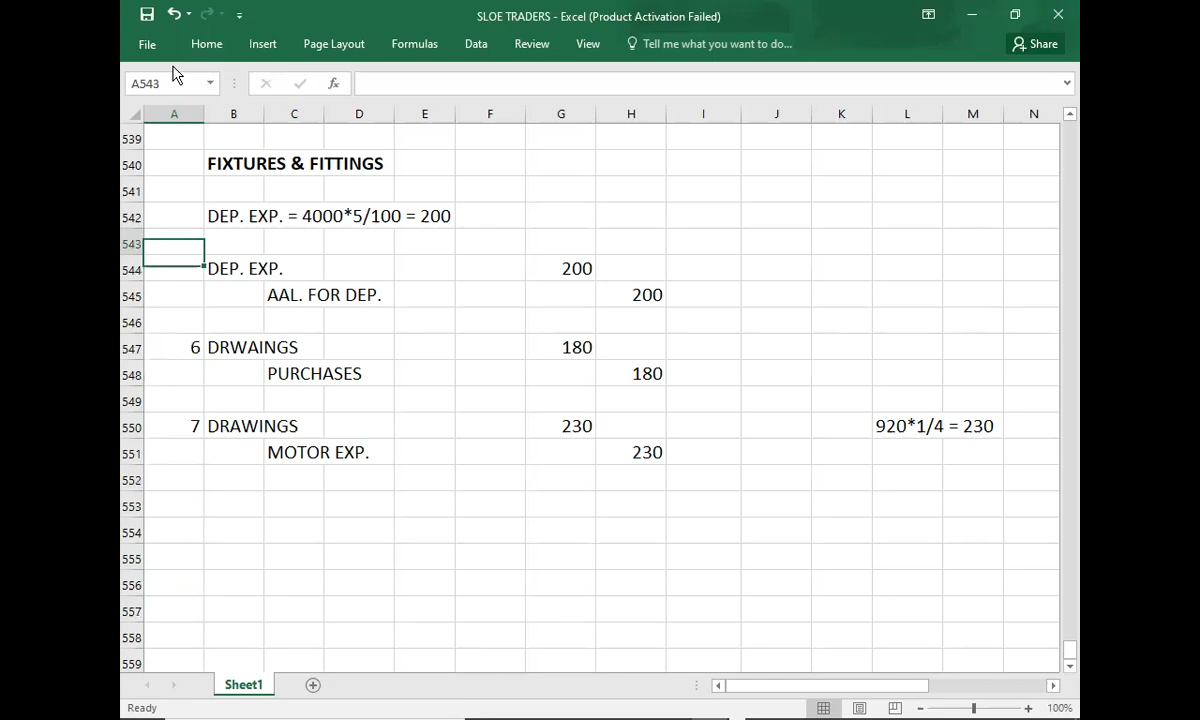 SLOE TRADERS - Excel (Product Activation Failed)
File Home Insert Page Layout Formulas Data Review View Tell me what you want to do... Share
A543 fx
A B C D E F G H I J K L M N
539
540 FIXTURES & FITTINGS
541
542 DEP. EXP. = 4000*5/100 = 200
543
544 DEP. EXP. 200
545 AAL. FOR DEP. 200
546
547 6 DRWAINGS 180
548 PURCHASES 180
549
550 7 DRAWINGS 230 920*1/4 = 230
551 MOTOR EXP. 230
552
553
554
555
556
557
558
559
Sheet1
Ready 100%